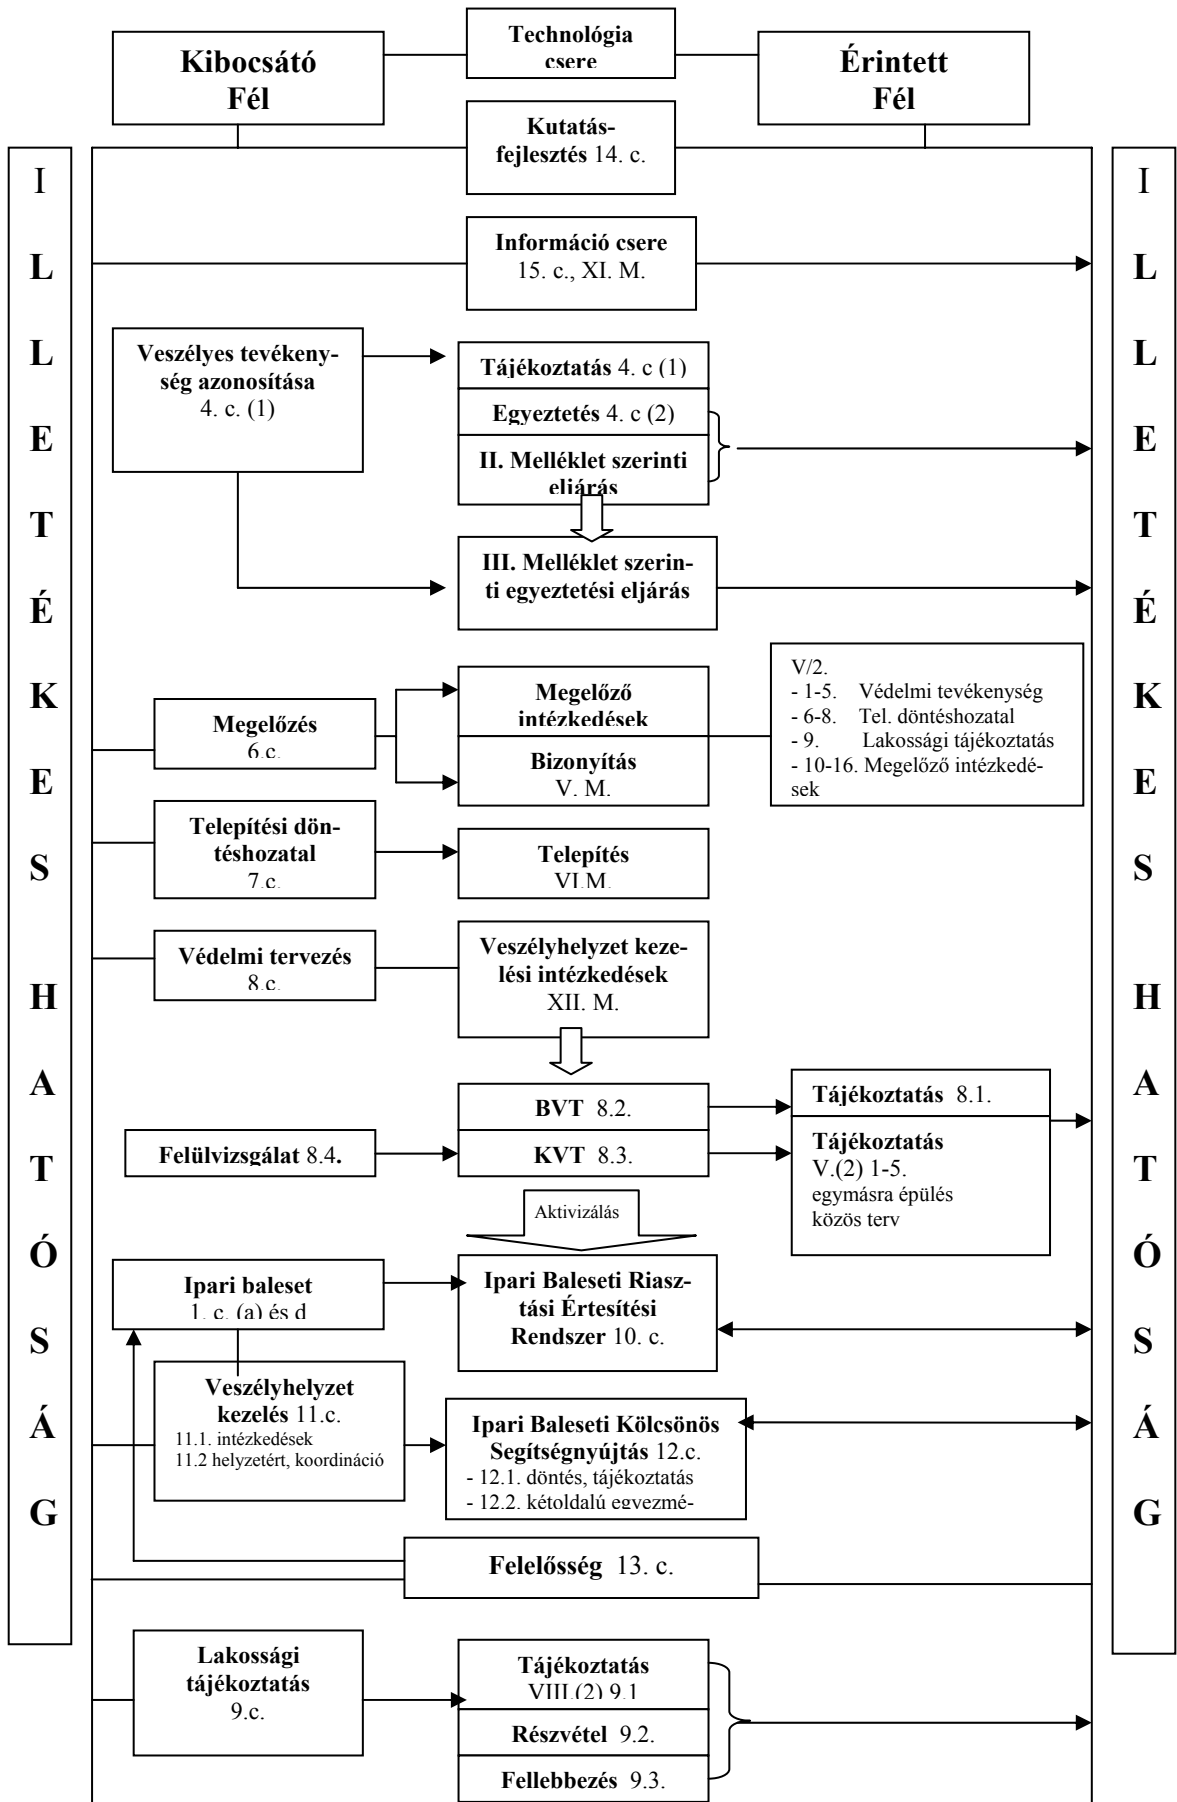 Technológia
csere
Kibocsátó
Fél
Érintett
Fél
Kutatás-
fejlesztés 14. c.
I
L
L
E
T
É
K
E
S
H
A
T
Ó
S
Á
G
I
L
L
E
T
É
K
E
S
H
A
T
Ó
S
Á
G
Információ csere
15. c., XI. M.
Veszélyes tevékeny-
ség azonosítása
4. c. (1)
Tájékoztatás 4. c (1)
Egyeztetés 4. c (2)
II. Melléklet szerinti
eljárás
III. Melléklet szerin-
ti egyeztetési eljárás
Megelőzés
6.c.
Megelőző
intézkedések
Bizonyítás
V. M.
V/2.
- 1-5. Védelmi tevékenység
- 6-8. Tel. döntéshozatal
- 9. Lakossági tájékoztatás
- 10-16. Megelőző intézkedé-
sek
Telepítési dön-
téshozatal
7.c.
Telepítés
VI.M.
Védelmi tervezés
8.c.
Veszélyhelyzet keze-
lési intézkedések
XII. M.
BVT 8.2.
KVT 8.3.
Felülvizsgálat 8.4.
Tájékoztatás 8.1.
Tájékoztatás
V.(2) 1-5.
egymásra épülés
közös terv
Aktivizálás
Ipari baleset
1. c. (a) és d
Ipari Baleseti Riasz-
tási Értesítési
Rendszer 10. c.
Veszélyhelyzet
kezelés 11.c.
11.1. intézkedések
11.2 helyzetért, koordináció
Ipari Baleseti Kölcsönös
Segítségnyújtás 12.c.
- 12.1. döntés, tájékoztatás
- 12.2. kétoldalú egyezmé-
Felelősség 13. c.
Lakossági
tájékoztatás
9.c.
Tájékoztatás
VIII.(2) 9.1
Részvétel 9.2.
Fellebbezés 9.3.